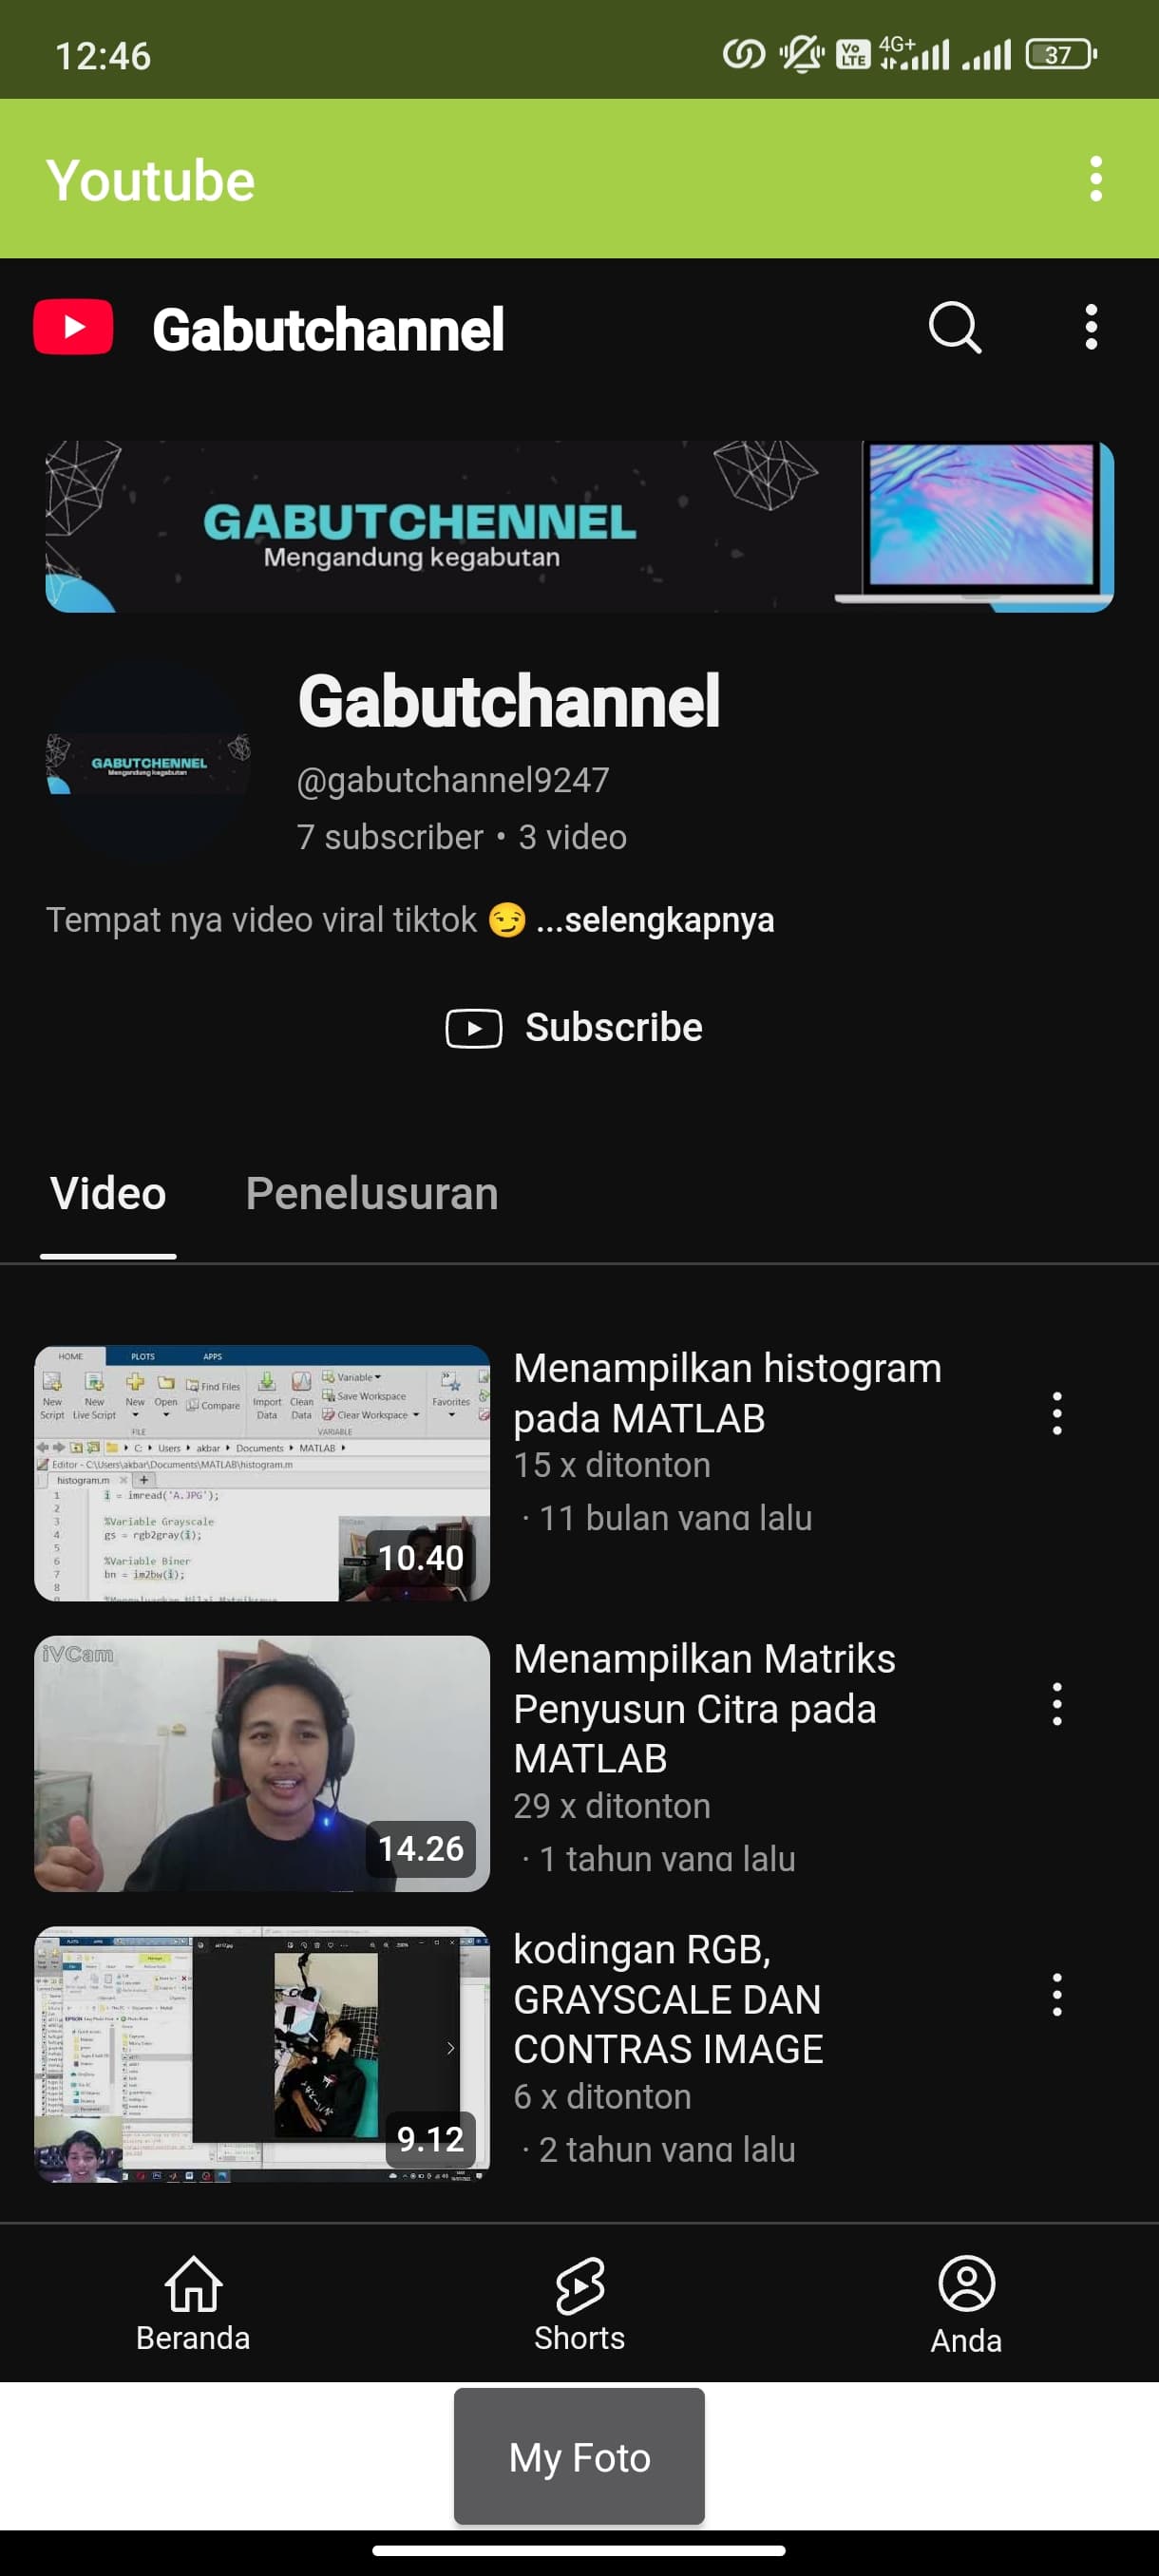 12:46
Vo LTE 4G+ 37
Youtube
Gabutchannel
GABUTCHENNEL
Mengandung kegabutan
Gabutchannel
GABUTCHENNEL
Mengandung kegabutan
@gabutchannel9247
7 subscriber • 3 video
Tempat nya video viral tiktok 😏 ...selengkapnya
Subscribe
Video Penelusuran
HOME PLOTS APPS
New Script New Live Script New Open Find Files Compare Import Data Clean Data Variable Save Workspace Clear Workspace Favorites
FILE VARIABLE
C: Users akbar Documents MATLAB
Editor - C:\Users\akbar\Documents\MATLAB\histogram.m
histogram.m
1 i = imread('A.JPG');
2
3 %Variable Grayscale
4 gs = rgb2gray(i);
5
6 %Variable Biner
7 bn = im2bw(i);
8
10.40
Menampilkan histogram
pada MATLAB
15 x ditonton
· 11 bulan yang lalu
iVCam
14.26
Menampilkan Matriks
Penyusun Citra pada
MATLAB
29 x ditonton
· 1 tahun yang lalu
9.12
kodingan RGB,
GRAYSCALE DAN
CONTRAS IMAGE
6 x ditonton
· 2 tahun yang lalu
Beranda Shorts Anda
My Foto